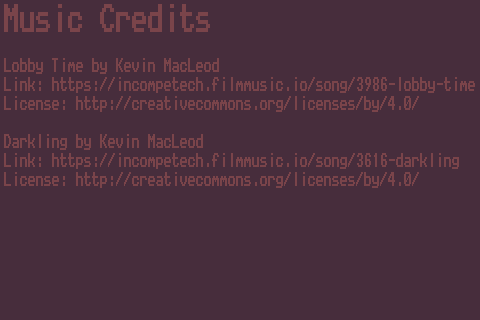 Music Credits
Lobby Time by Kevin MacLeod
Link: https://incompetech.filmmusic.io/song/3986-lobby-time
License: http://creativecommons.org/licenses/by/4.0/
Darkling by Kevin MacLeod
Link: https://incompetech.filmmusic.io/song/3616-darkling
License: http://creativecommons.org/licenses/by/4.0/